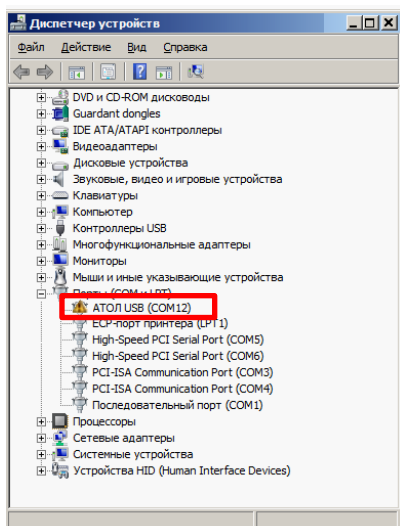 Диспетчер устройств
Файл Действие Вид Справка
DVD и CD-ROM дисководы
Guardant dongles
IDE ATA/ATAPI контроллеры
Видеоадаптеры
Дисковые устройства
Звуковые, видео и игровые устройства
Клавиатуры
Компьютер
Контроллеры USB
Многофункциональные адаптеры
Мониторы
Мыши и иные указывающие устройства
Порты (COM и LPT)
АТОЛ USB (COM12)
ECP-порт принтера (LPT1)
High-Speed PCI Serial Port (COM5)
High-Speed PCI Serial Port (COM6)
PCI-ISA Communication Port (COM3)
PCI-ISA Communication Port (COM4)
Последовательный порт (COM1)
Процессоры
Сетевые адаптеры
Системные устройства
Устройства HID (Human Interface Devices)